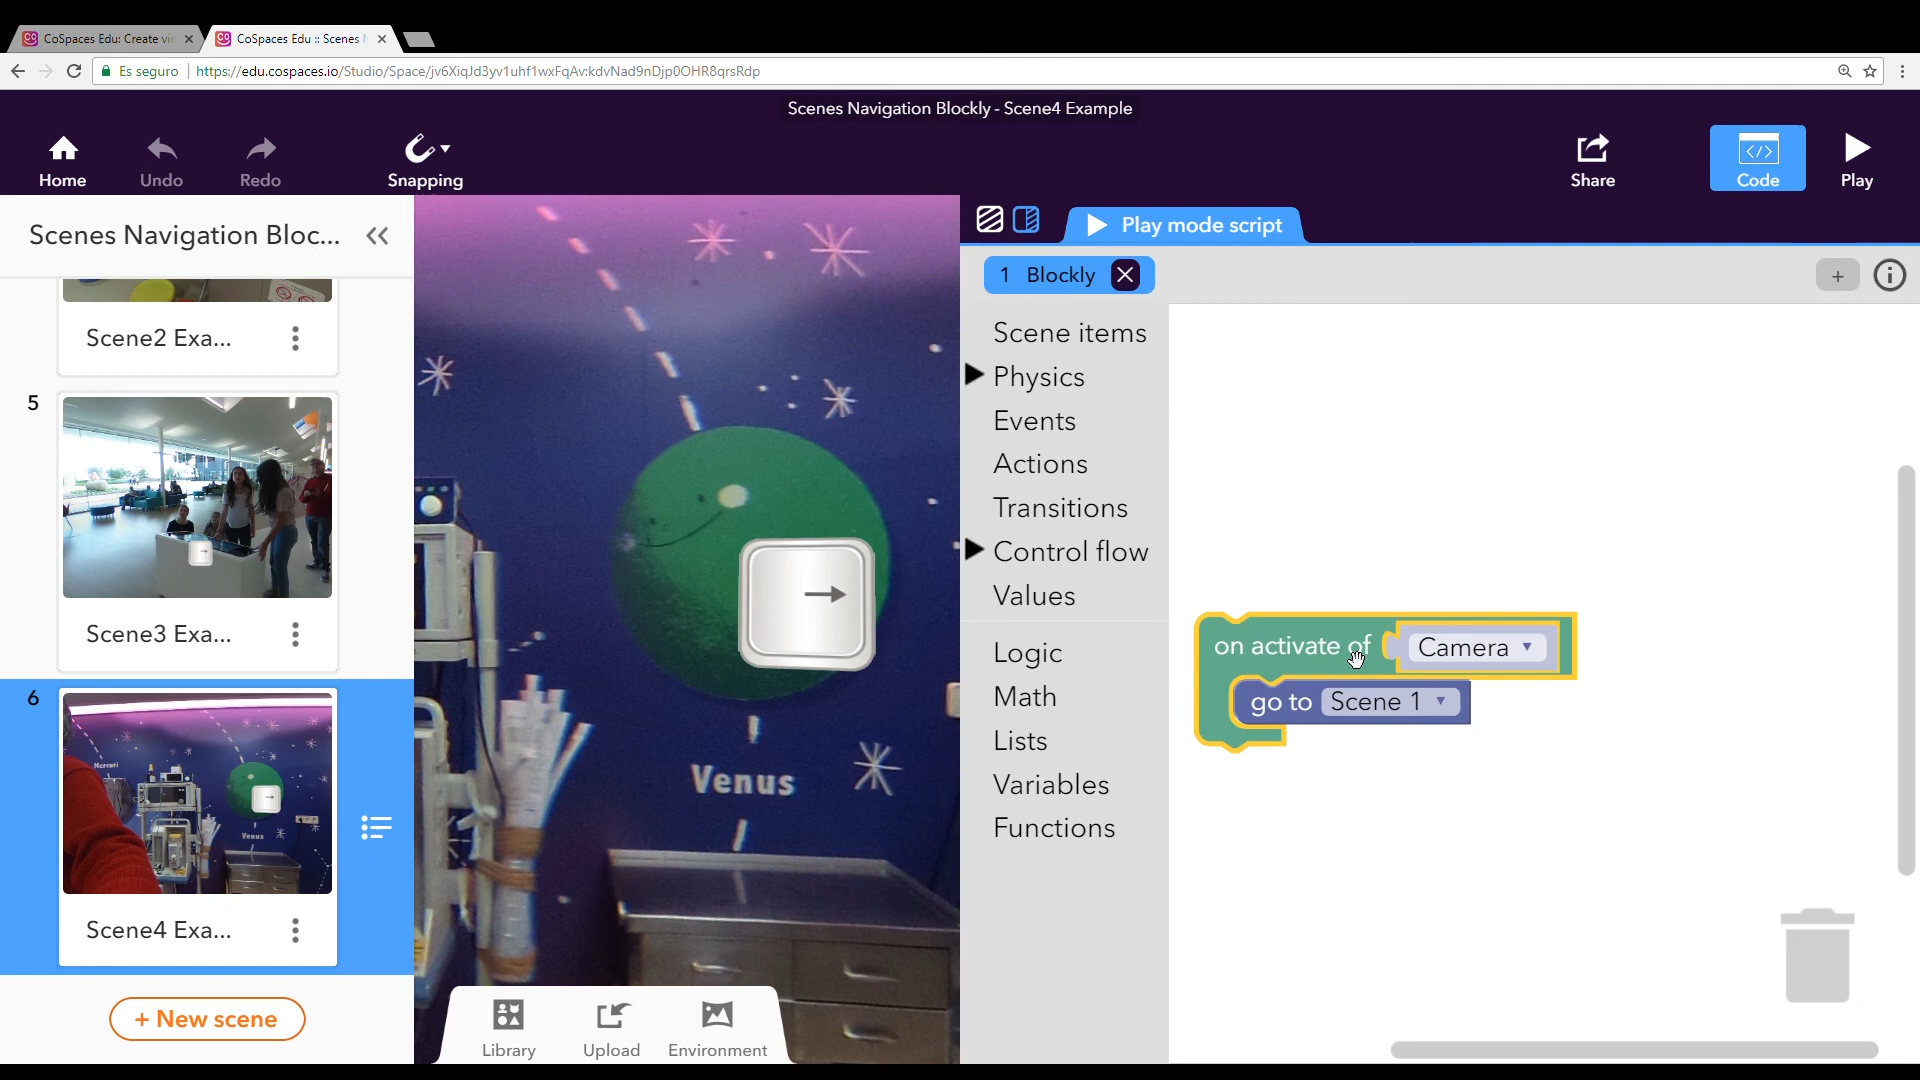 CoSpaces Edu: Create vir
CoSpaces Edu :: Scenes N
Es seguro
https://edu.cospaces.io/Studio/Space/jv6XiqJd3yv1uhf1wxFqAv:kdvNad9nDjp0OHR8qrsRdp
Scenes Navigation Blockly - Scene4 Example
Home
Undo
Redo
Snapping
Share
</>
Code
Play
Scenes Navigation Bloc...
Scene2 Exa...
5
Scene3 Exa...
6
Mercuri
Venus
Scene4 Exa...
+ New scene
Venus
Library
Upload
Environment
Play mode script
1 Blockly
+
Scene items
Physics
Events
Actions
Transitions
Control flow
Values
Logic
Math
Lists
Variables
Functions
on activate of Camera
go to Scene 1